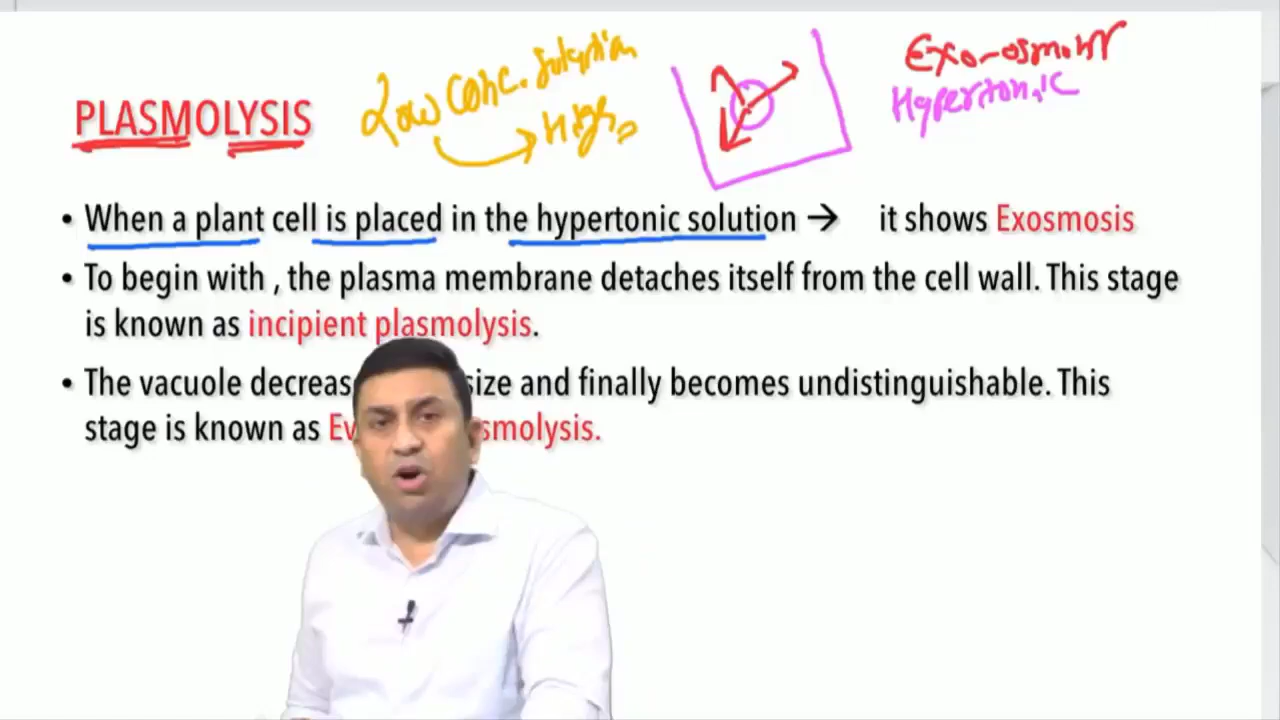 Low conc. solution
High
Exo-osmosis
Hypertonic
PLASMOLYSIS
• When a plant cell is placed in the hypertonic solution → it shows Exosmosis
• To begin with , the plasma membrane detaches itself from the cell wall. This stage
is known as incipient plasmolysis.
• The vacuole decreas size and finally becomes undistinguishable. This
stage is known as Ev smolysis.